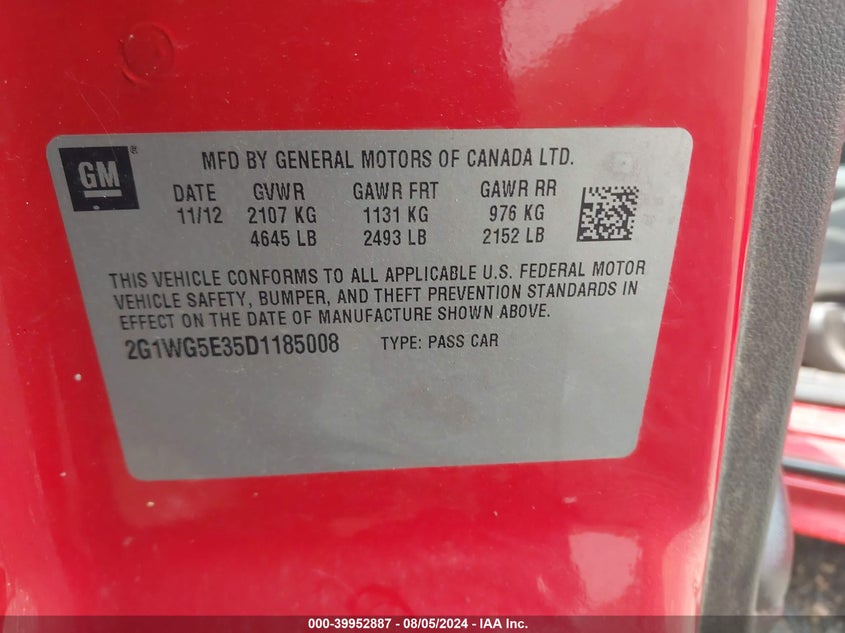 GM ®
MFD BY GENERAL MOTORS OF CANADA LTD.
DATE GVWR GAWR FRT GAWR RR
11/12 2107 KG 1131 KG 976 KG
4645 LB 2493 LB 2152 LB
THIS VEHICLE CONFORMS TO ALL APPLICABLE U.S. FEDERAL MOTOR
VEHICLE SAFETY, BUMPER, AND THEFT PREVENTION STANDARDS IN
EFFECT ON THE DATE OF MANUFACTURE SHOWN ABOVE.
2G1WG5E35D1185008 TYPE: PASS CAR
000-39952887 - 08/05/2024 - IAA Inc.